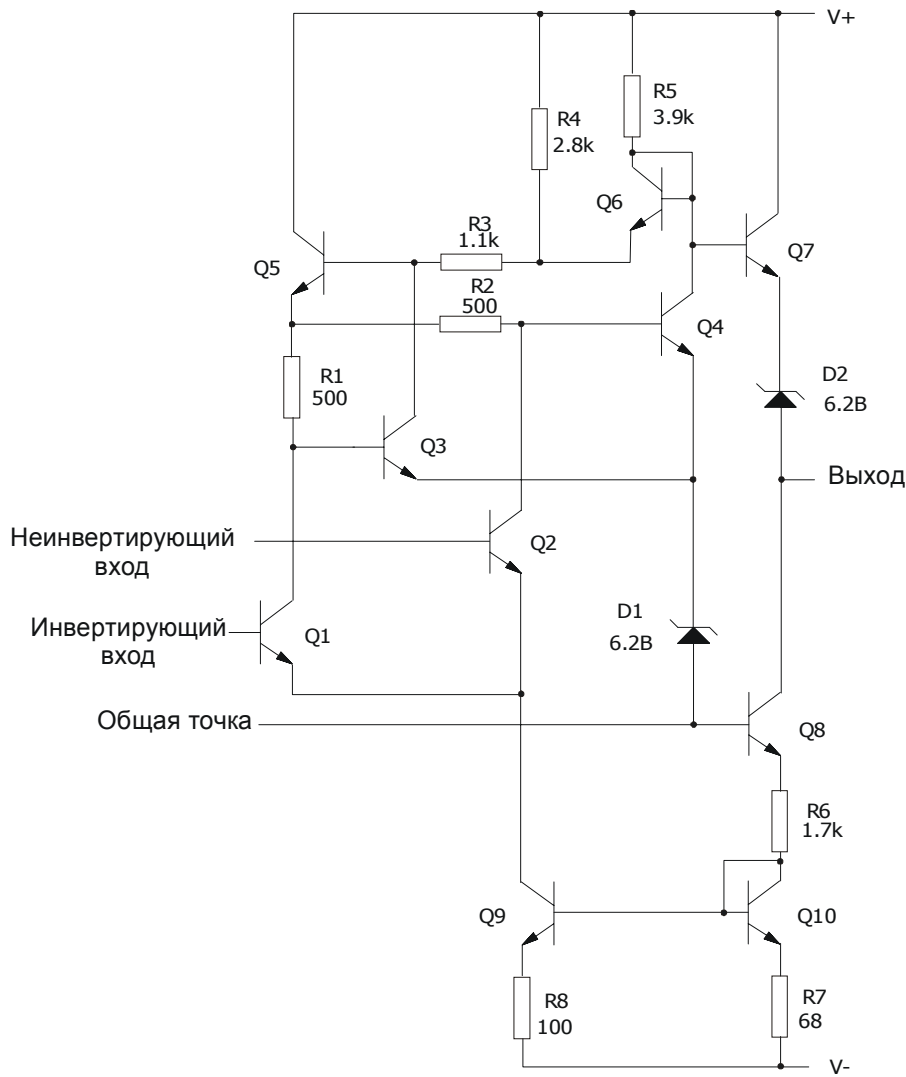 V+
R5
3.9k
R4
2.8k
Q6
R3
1.1k
Q5
Q7
R2
500
Q4
R1
500
D2
6.2В
Q3
Выход
Неинвертирующий
вход
Q2
D1
6.2В
Инвертирующий
вход
Q1
Общая точка
Q8
R6
1.7k
Q9
Q10
R8
100
R7
68
V-